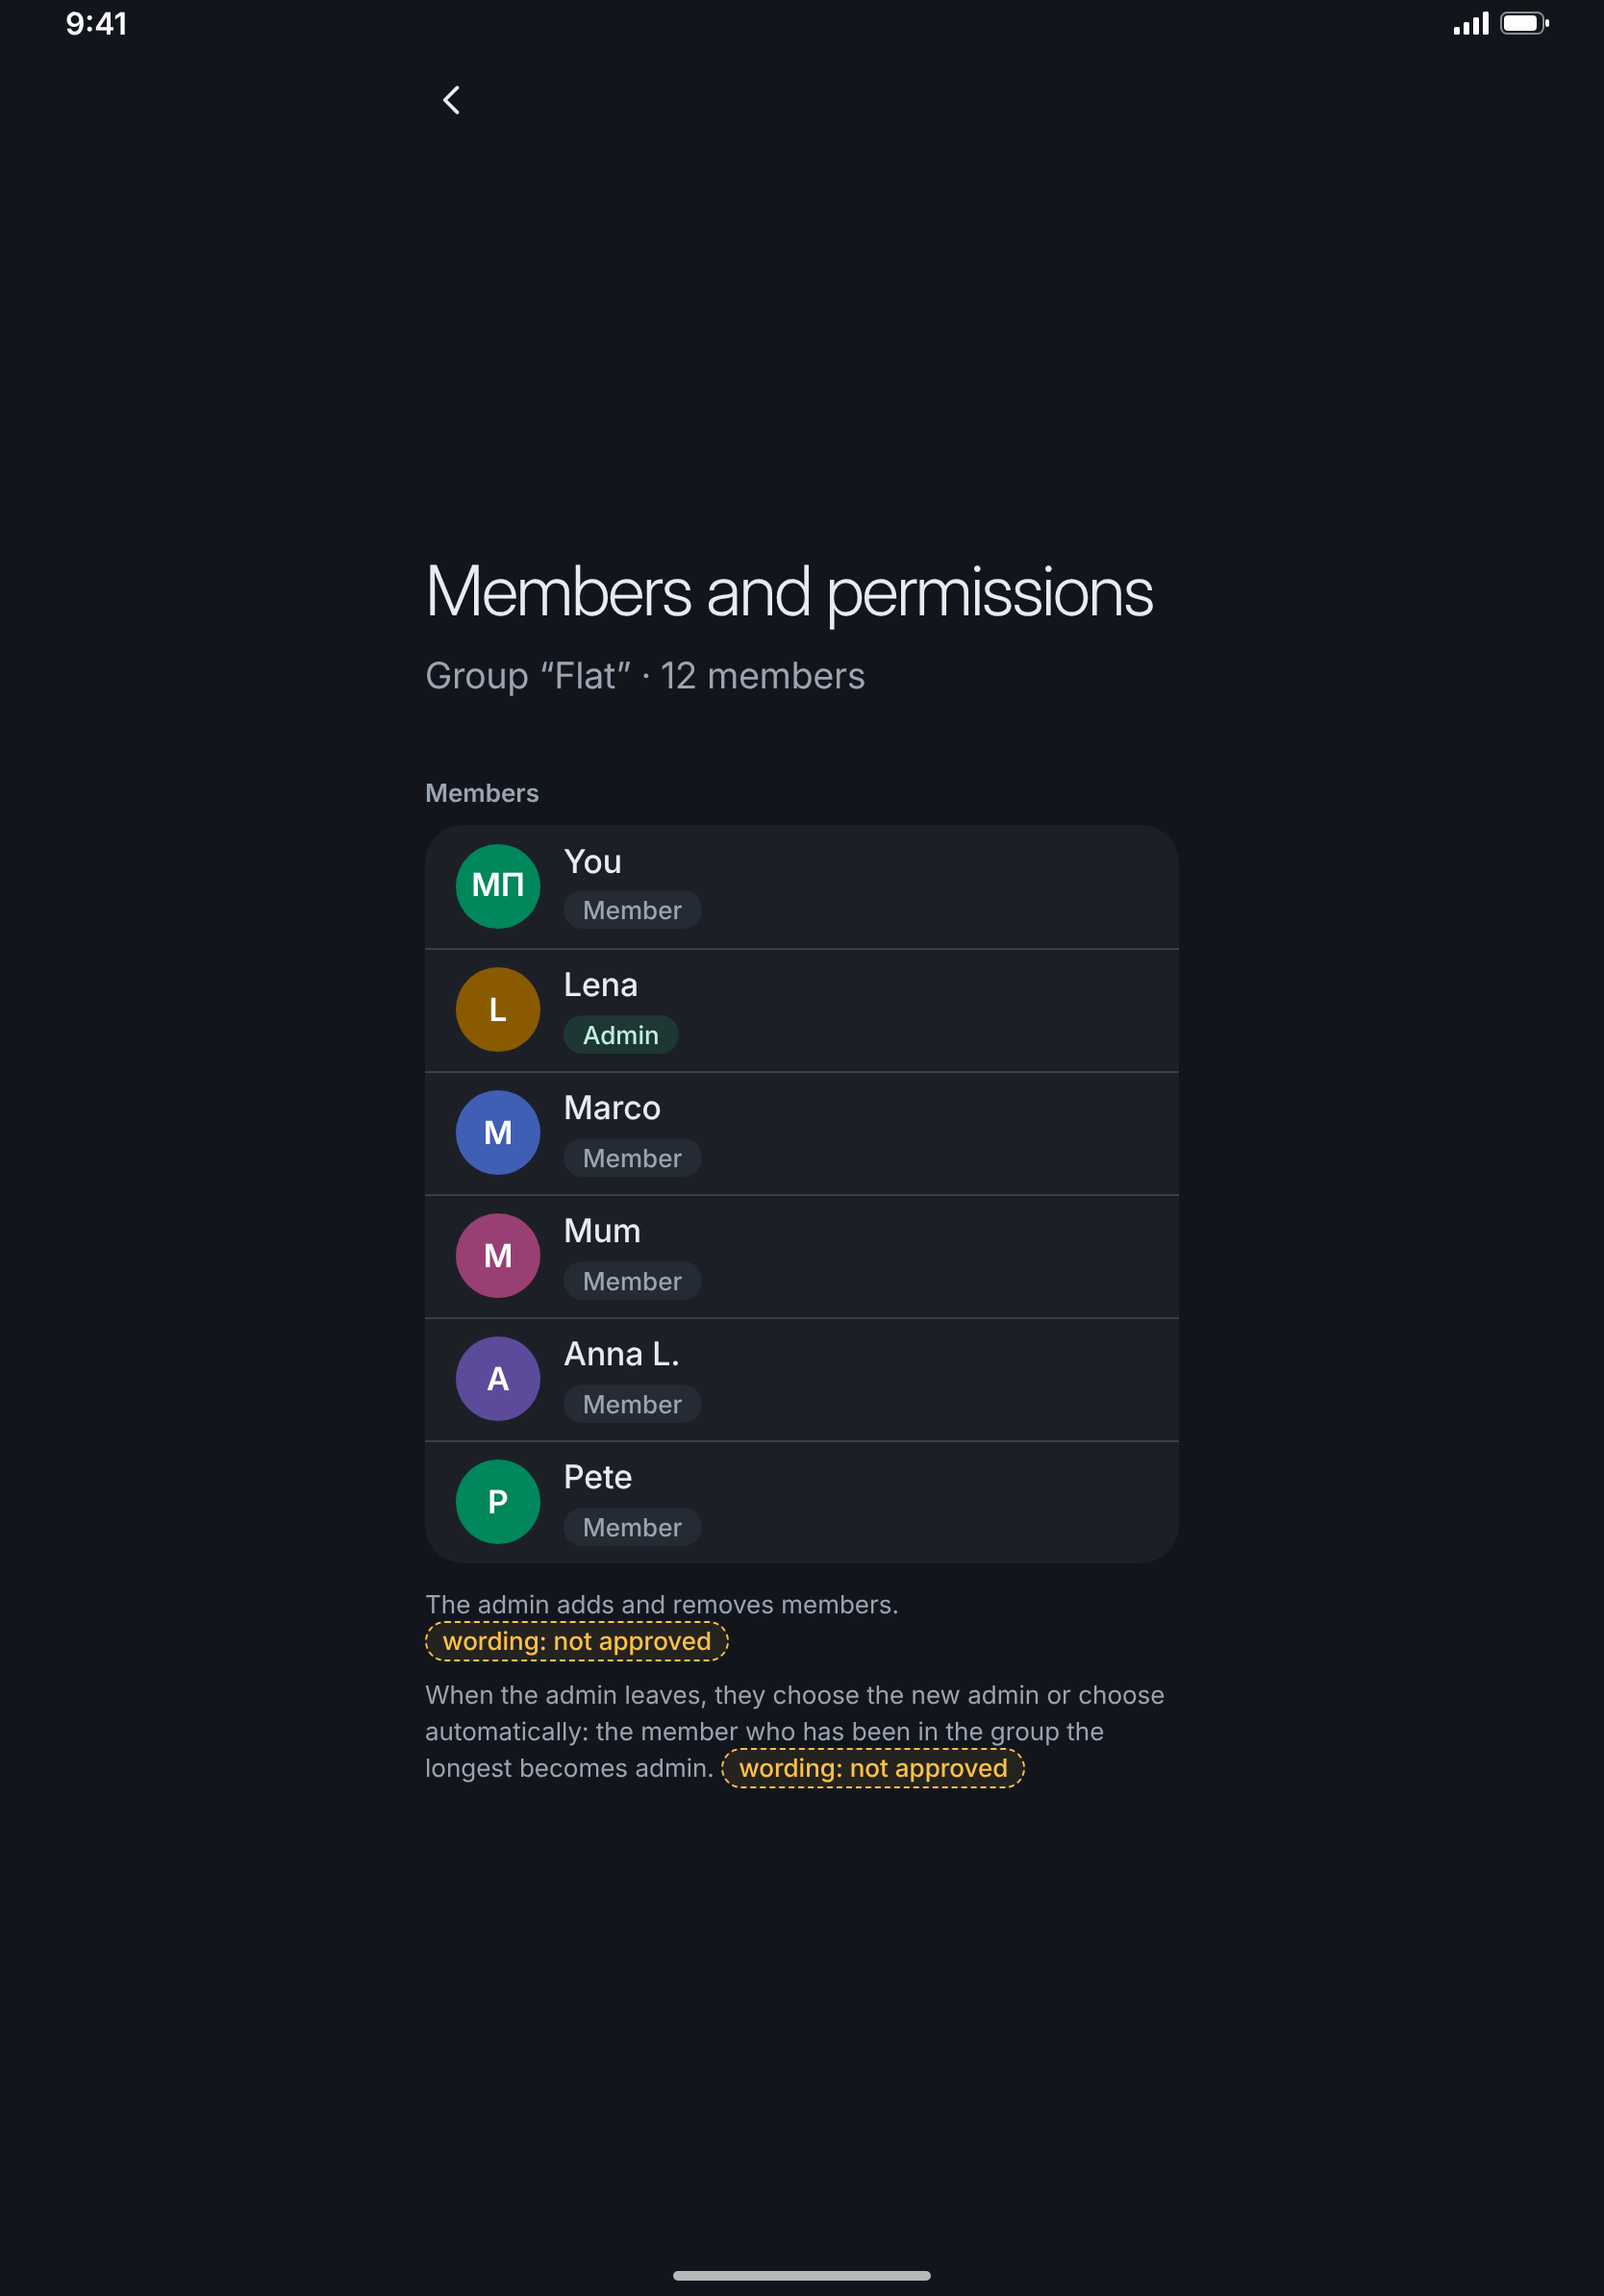 9:41
Members and permissions
Group “Flat” · 12 members
Members
МП
You
Member
L
Lena
Admin
M
Marco
Member
M
Mum
Member
A
Anna L.
Member
P
Pete
Member
The admin adds and removes members.
wording: not approved
When the admin leaves, they choose the new admin or choose
automatically: the member who has been in the group the
longest becomes admin. wording: not approved